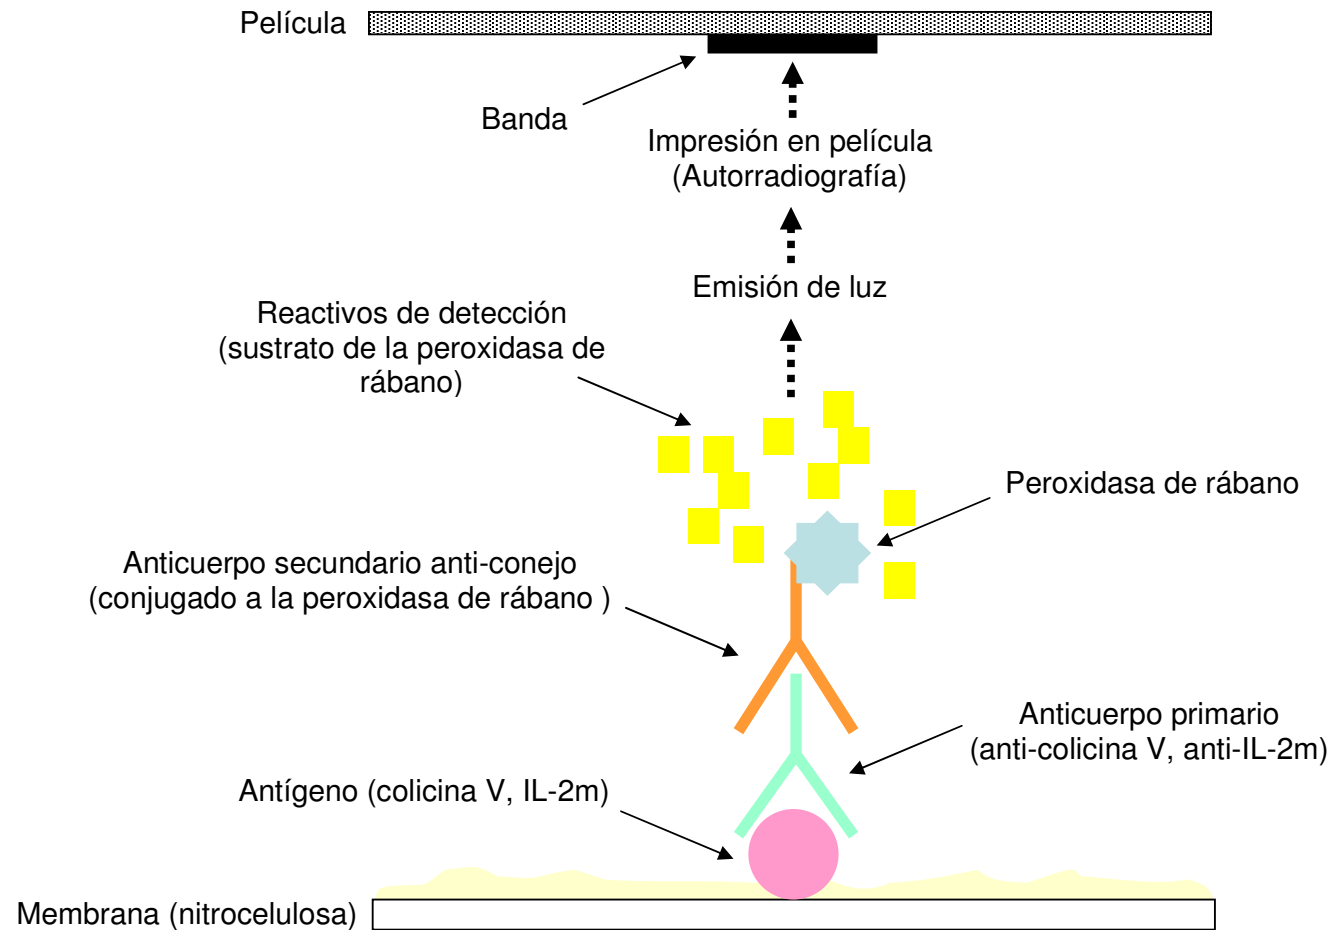 Película
Banda
Impresión en película
(Autorradiografía)
Emisión de luz
Reactivos de detección
(sustrato de la peroxidasa de
rábano)
Peroxidasa de rábano
Anticuerpo secundario anti-conejo
(conjugado a la peroxidasa de rábano )
Anticuerpo primario
(anti-colicina V, anti-IL-2m)
Antígeno (colicina V, IL-2m)
Membrana (nitrocelulosa)